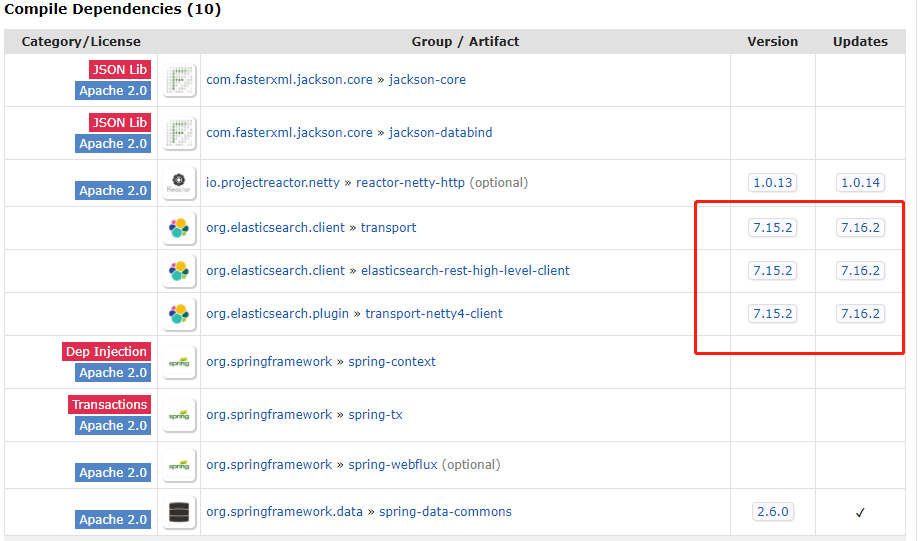 Compile Dependencies (10)
Category/License Group / Artifact Version Updates
JSON Lib
Apache 2.0
com.fasterxml.jackson.core » jackson-core
JSON Lib
Apache 2.0
com.fasterxml.jackson.core » jackson-databind
Apache 2.0
Reactor
io.projectreactor.netty » reactor-netty-http (optional) 1.0.13 1.0.14
org.elasticsearch.client » transport 7.15.2 7.16.2
org.elasticsearch.client » elasticsearch-rest-high-level-client 7.15.2 7.16.2
org.elasticsearch.plugin » transport-netty4-client 7.15.2 7.16.2
Dep Injection
Apache 2.0
spring
org.springframework » spring-context
Transactions
Apache 2.0
spring
org.springframework » spring-tx
Apache 2.0
spring
org.springframework » spring-webflux (optional)
Apache 2.0
org.springframework.data » spring-data-commons 2.6.0 ✓